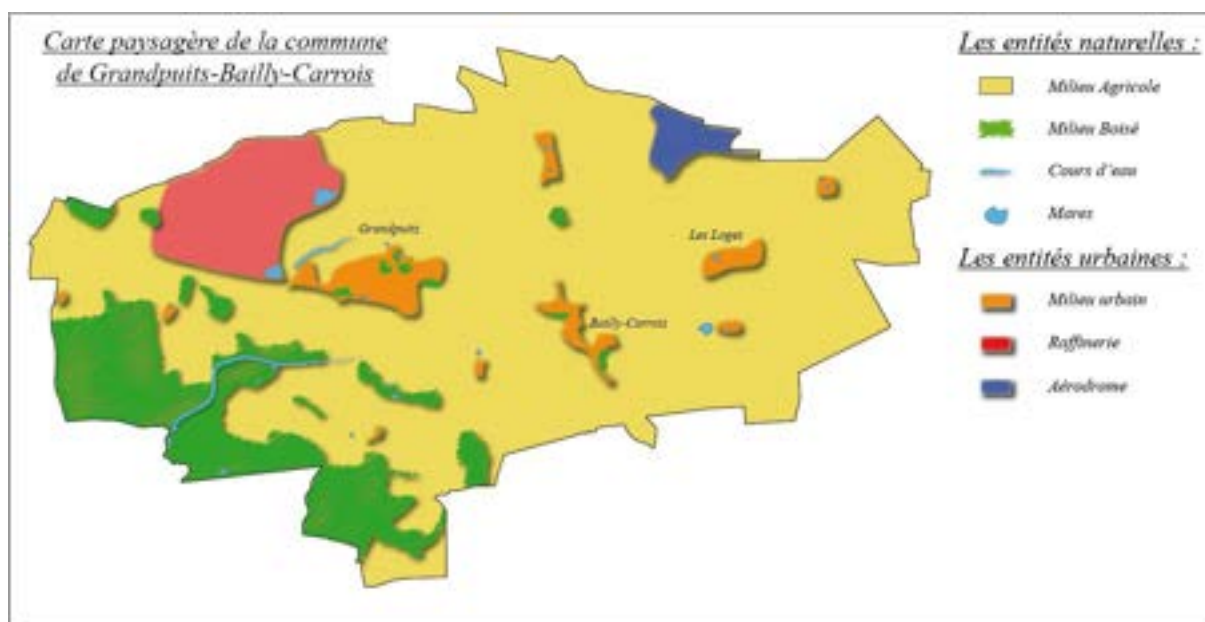 Carte paysagère de la commune
de Grandpuits-Bailly-Carrois
Les entités naturelles :
Milieu Agricole
Milieu Boisé
Cours d'eau
Mares
Les entités urbaines :
Milieu urbain
Raffinerie
Aérodrome
Grandpuits
Les Loges
Bailly-Carrois